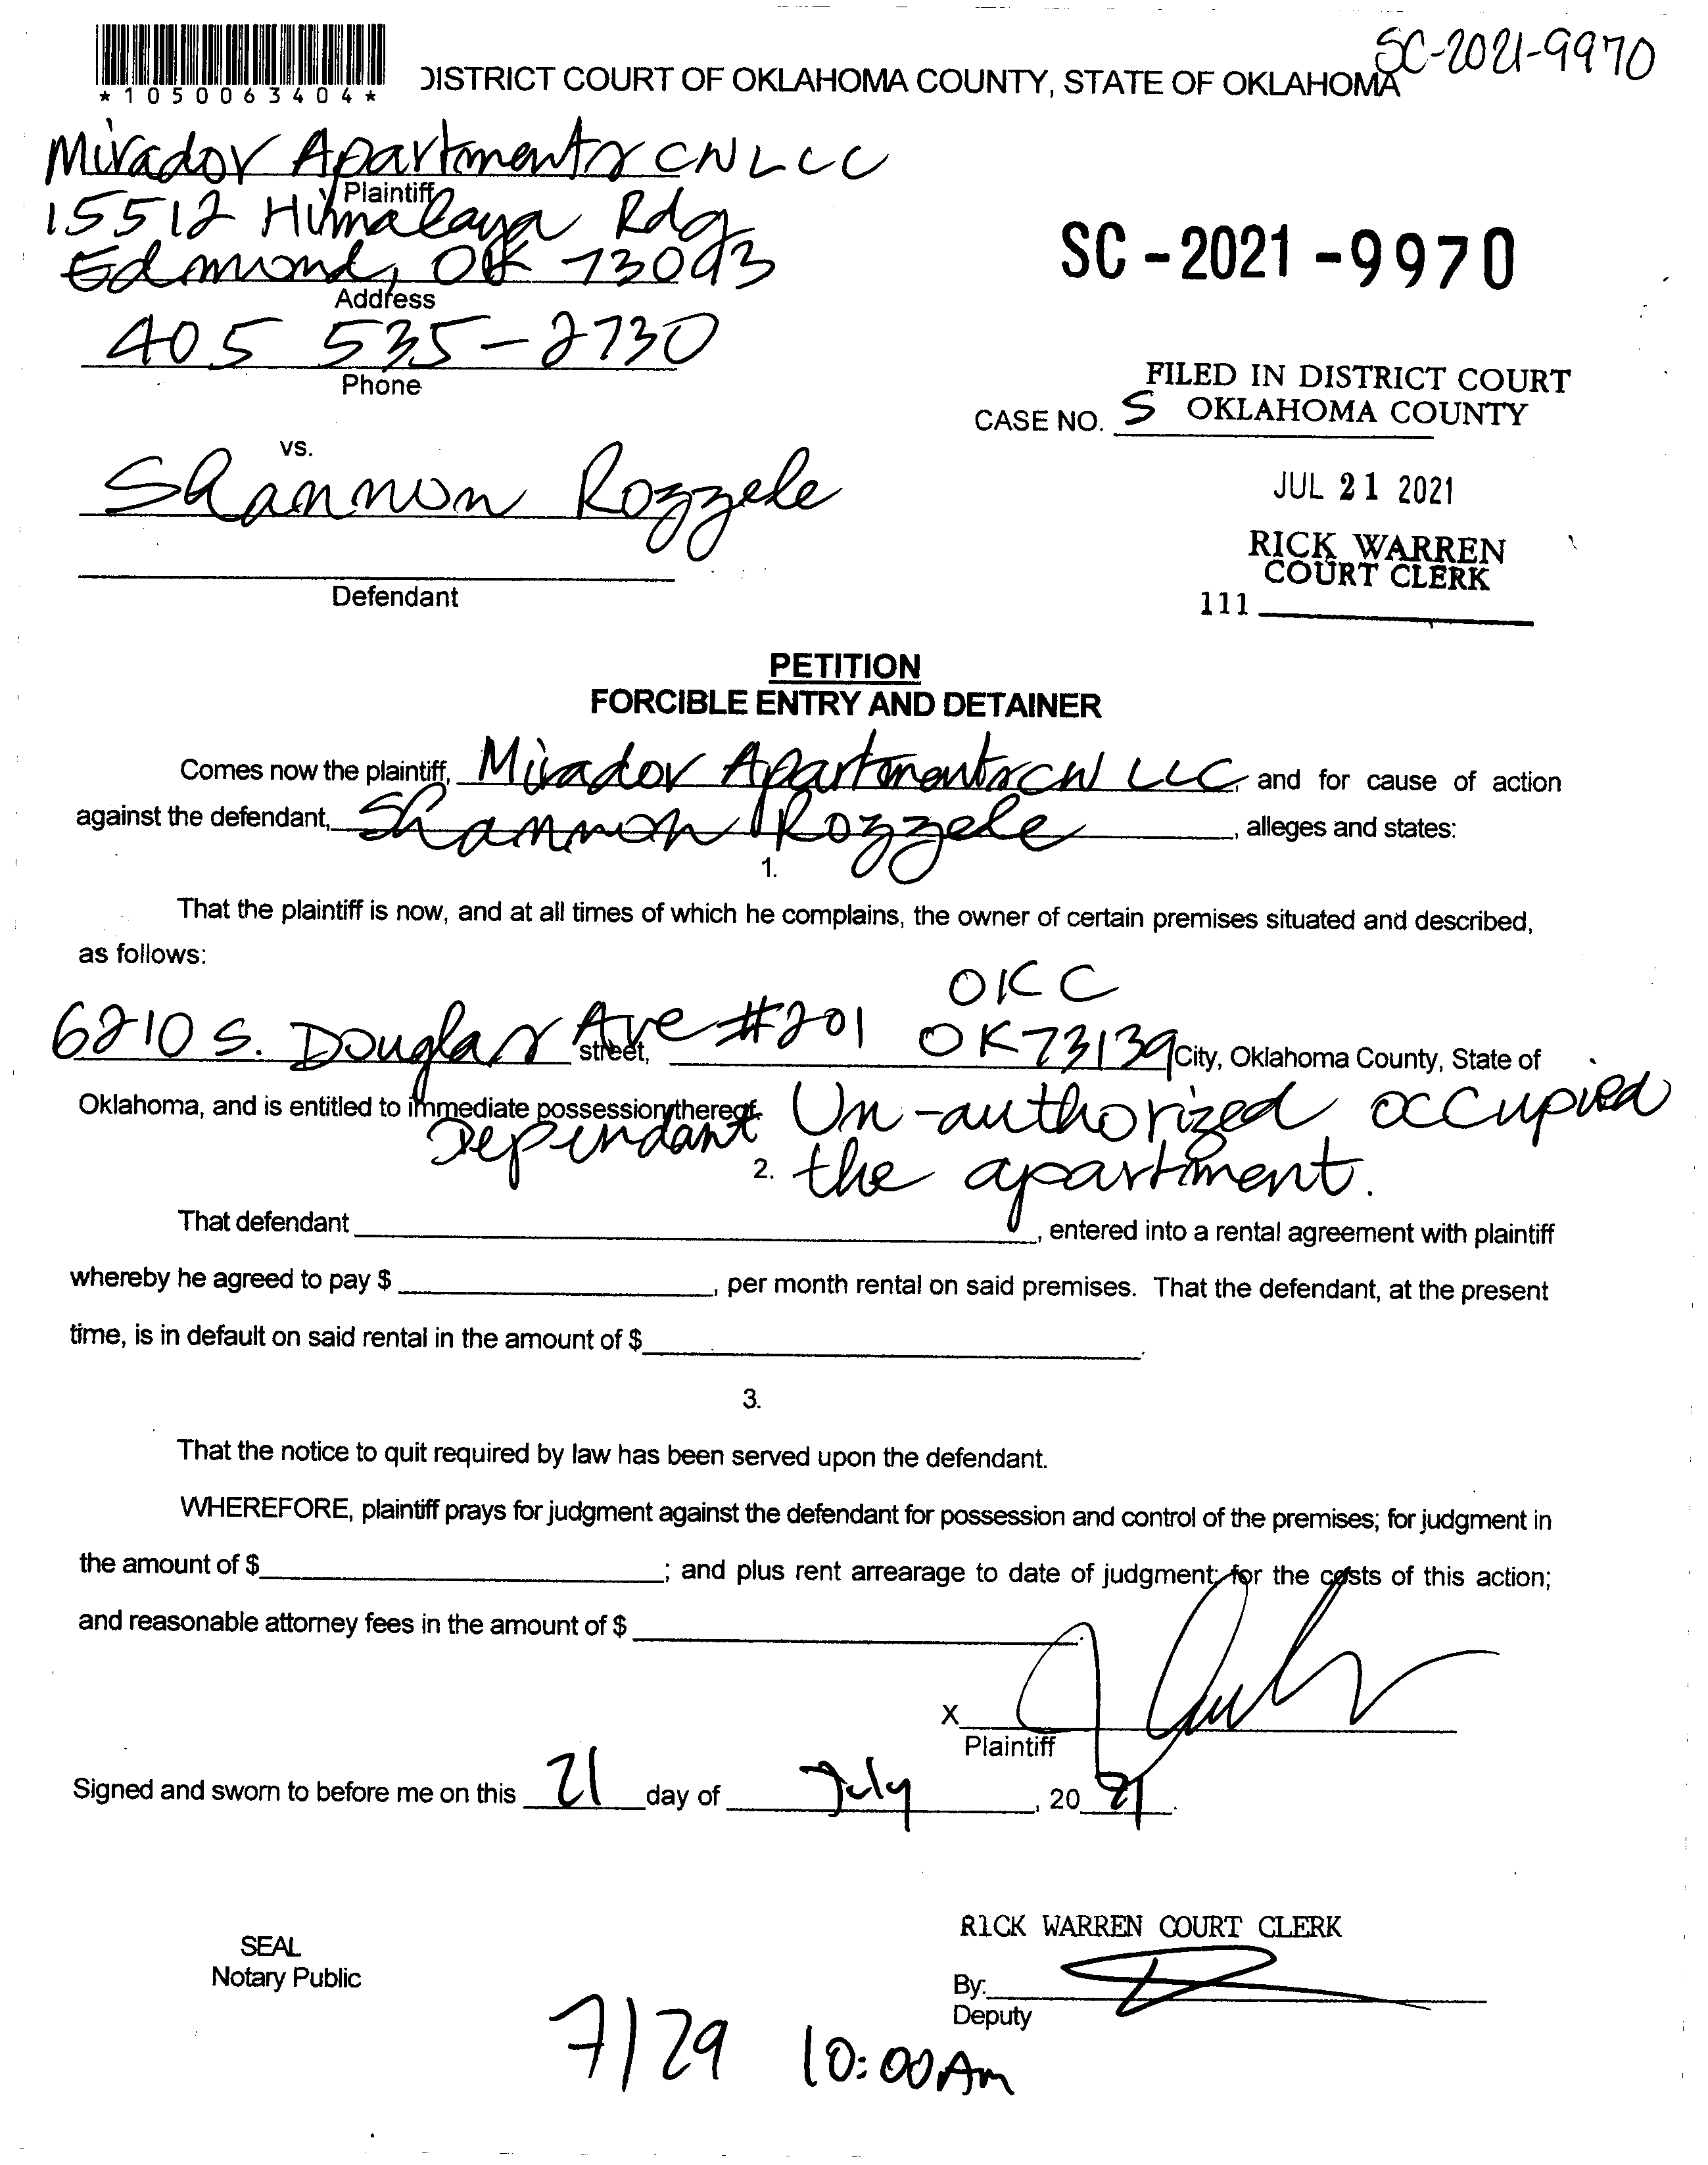 SC-2021-9970
*1050063404*
DISTRICT COURT OF OKLAHOMA COUNTY, STATE OF OKLAHOMA
Mirador Apartments CN LLC
Plaintiff
15512 Himalaya Rdg
Edmond, OK 73013
Address
SC-2021-9970
405 535-2730
Phone
FILED IN DISTRICT COURT
CASE NO. S OKLAHOMA COUNTY
vs.
Shannon Rozzele
JUL 21 2021
RICK WARREN
COURT CLERK
Defendant
111
PETITION
FORCIBLE ENTRY AND DETAINER
Comes now the plaintiff, Mirador Apartments CN LLC, and for cause of action
against the defendant, Shannon Rozzele, alleges and states:
1.
That the plaintiff is now, and at all times of which he complains, the owner of certain premises situated and described,
as follows:
OKC
6210 S. Douglas Ave #201 OK 73139
street, City, Oklahoma County, State of
Oklahoma, and is entitled to immediate possession thereof.
Dependant Un-authorized occupied
2. the apartment.
That defendant , entered into a rental agreement with plaintiff
whereby he agreed to pay $ , per month rental on said premises. That the defendant, at the present
time, is in default on said rental in the amount of $ .
3.
That the notice to quit required by law has been served upon the defendant.
WHEREFORE, plaintiff prays for judgment against the defendant for possession and control of the premises; for judgment in
the amount of $ ; and plus rent arrearage to date of judgment; for the costs of this action;
and reasonable attorney fees in the amount of $ .
X
Plaintiff
Signed and sworn to before me on this 21 day of July, 20 21.
RICK WARREN COURT CLERK
SEAL
Notary Public
By:
Deputy
7/29 10:00 Am